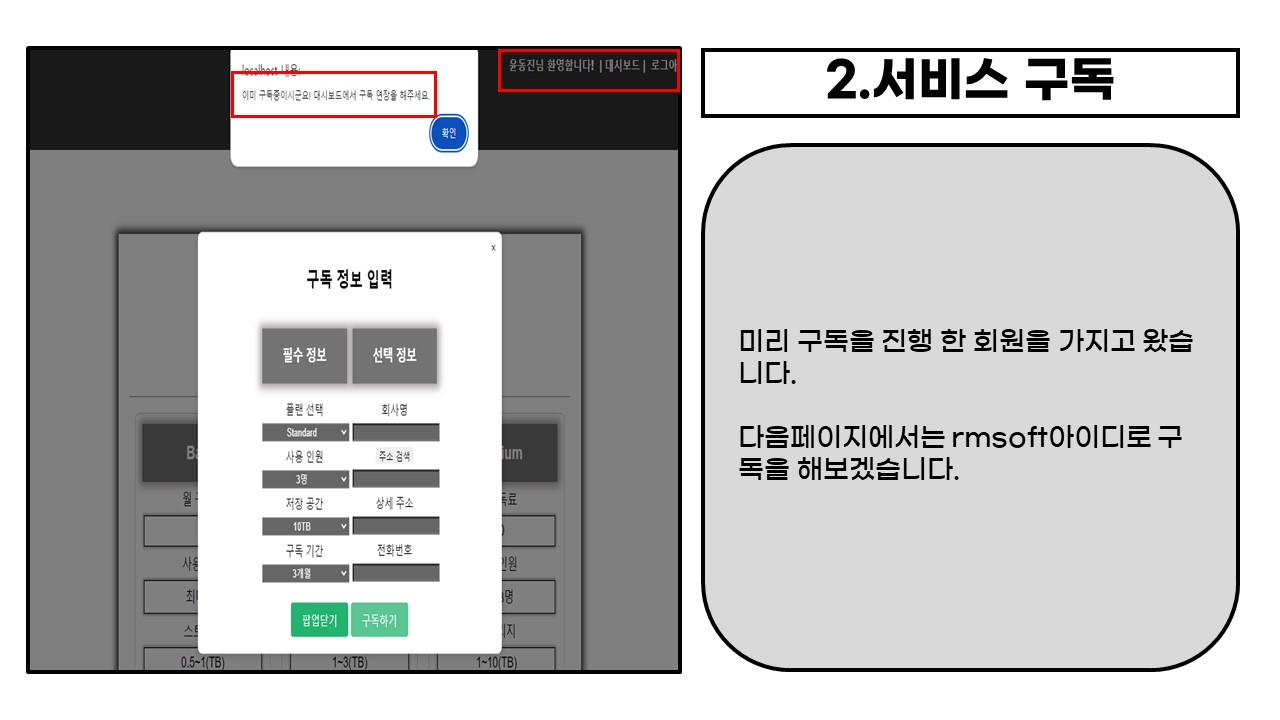 localhost 내용:
이미 구독중이시군요! 대시보드에서 구독 연장을 해주세요.
확인
윤동진님 환영합니다! | 대시보드 | 로그아
구독 정보 입력
x
필수 정보 선택 정보
플랜 선택 회사명
Standard
사용 인원 주소 검색
3명
저장 공간 상세 주소
10TB
구독 기간 전화번호
3개월
팝업닫기 구독하기
Ba
ium
월
독료
사용
인원
최대
명
지
0.5~1(TB) 1~3(TB) 1~10(TB)
2.서비스 구독
미리 구독을 진행 한 회원을 가지고 왔습
니다.
다음페이지에서는 rmsoft아이디로 구
독을 해보겠습니다.